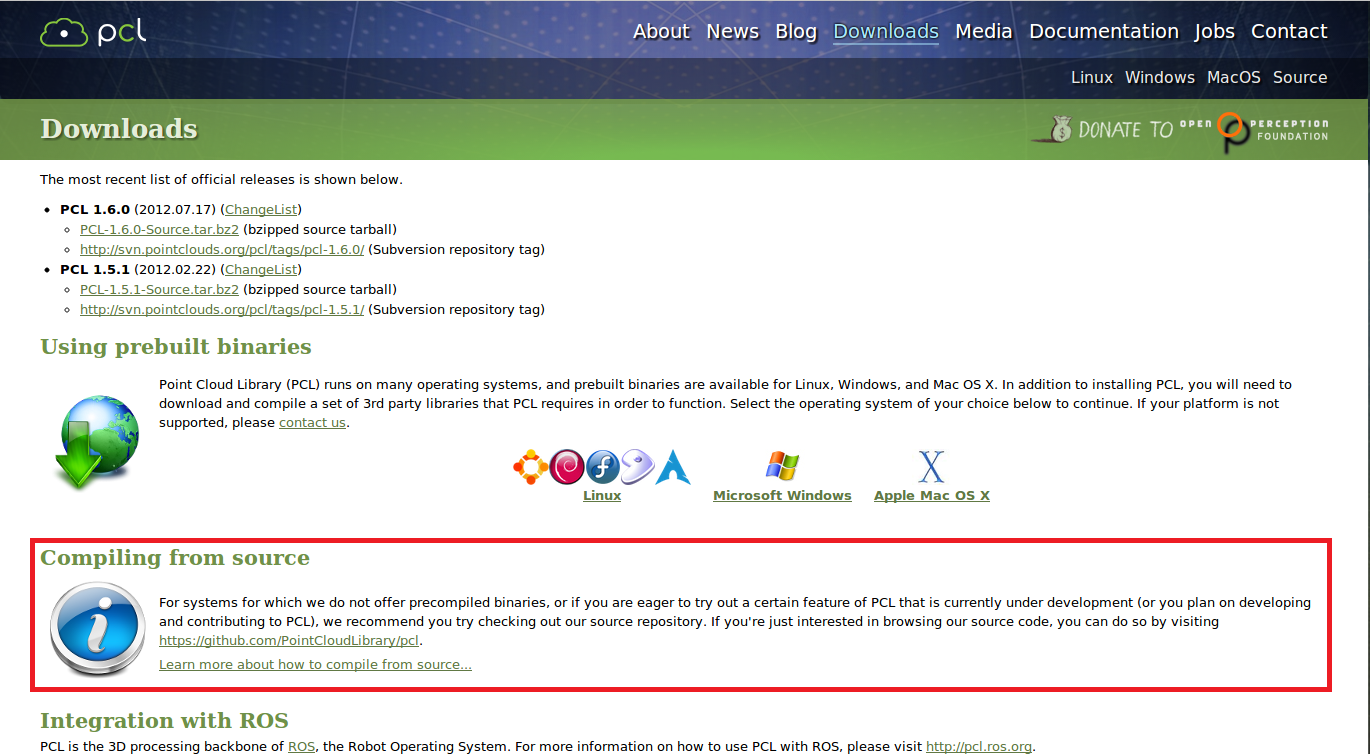 pcl
About News Blog Downloads Media Documentation Jobs Contact
Linux Windows MacOS Source
Downloads
DONATE TO OPEN PERCEPTION FOUNDATION
The most recent list of official releases is shown below.
• PCL 1.6.0 (2012.07.17) (ChangeList)
◦ PCL-1.6.0-Source.tar.bz2 (bzipped source tarball)
◦ http://svn.pointclouds.org/pcl/tags/pcl-1.6.0/ (Subversion repository tag)
• PCL 1.5.1 (2012.02.22) (ChangeList)
◦ PCL-1.5.1-Source.tar.bz2 (bzipped source tarball)
◦ http://svn.pointclouds.org/pcl/tags/pcl-1.5.1/ (Subversion repository tag)
Using prebuilt binaries
Point Cloud Library (PCL) runs on many operating systems, and prebuilt binaries are available for Linux, Windows, and Mac OS X. In addition to installing PCL, you will need to
download and compile a set of 3rd party libraries that PCL requires in order to function. Select the operating system of your choice below to continue. If your platform is not
supported, please contact us.
Linux Microsoft Windows Apple Mac OS X
Compiling from source
For systems for which we do not offer precompiled binaries, or if you are eager to try out a certain feature of PCL that is currently under development (or you plan on developing
and contributing to PCL), we recommend you try checking out our source repository. If you're just interested in browsing our source code, you can do so by visiting
https://github.com/PointCloudLibrary/pcl.
Learn more about how to compile from source...
Integration with ROS
PCL is the 3D processing backbone of ROS, the Robot Operating System. For more information on how to use PCL with ROS, please visit http://pcl.ros.org.